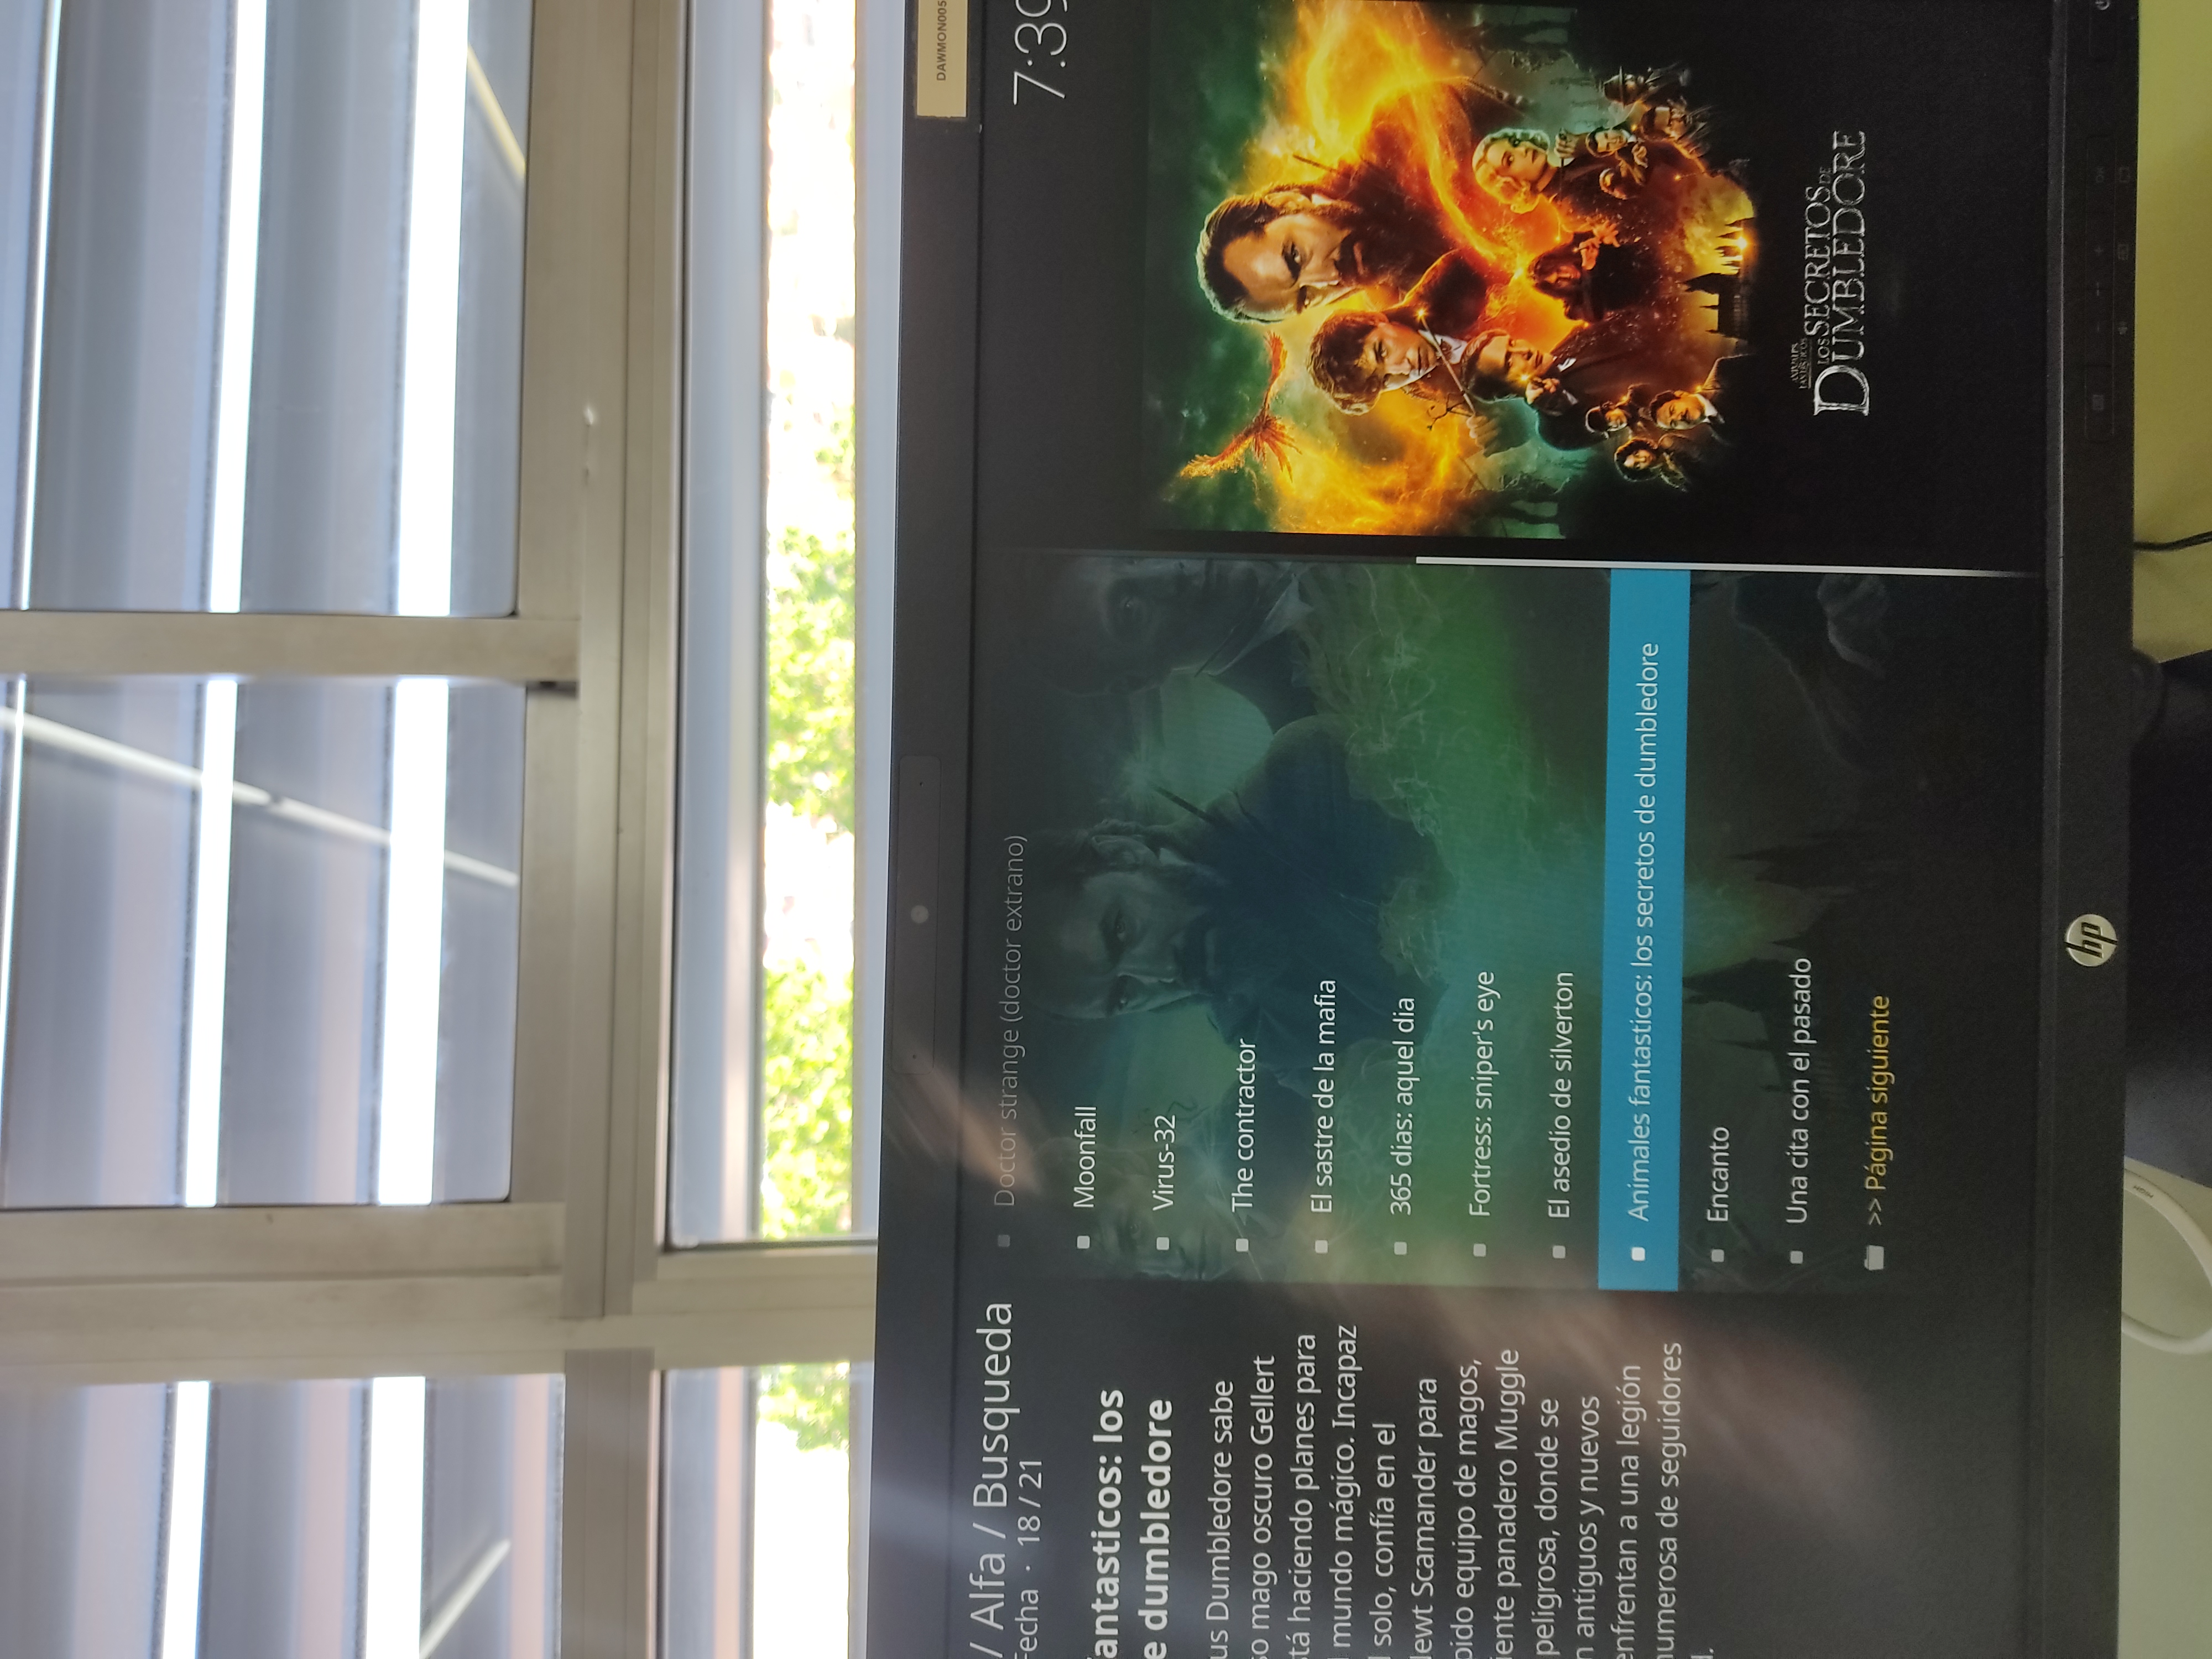 DAWMON005
/ Alfa / Busqueda
Fecha · 18 / 21
7:39
fantasticos: los
e dumbledore
us Dumbledore sabe
so mago oscuro Gellert
stá haciendo planes para
l mundo mágico. Incapaz
l solo, confía en el
Newt Scamander para
pido equipo de magos,
iente panadero Muggle
peligrosa, donde se
n antiguos y nuevos
enfrentan a una legión
numerosa de seguidores
d.
Doctor strange (doctor extrano)
Moonfall
Virus-32
The contractor
El sastre de la mafia
365 dias: aquel dia
Fortress: sniper's eye
El asedio de silverton
Animales fantasticos: los secretos de dumbledore
Encanto
Una cita con el pasado
>> Página siguiente
ANIMALES
FANTÁSTICOS
LOS SECRETOS DE
DUMBLEDORE
hp